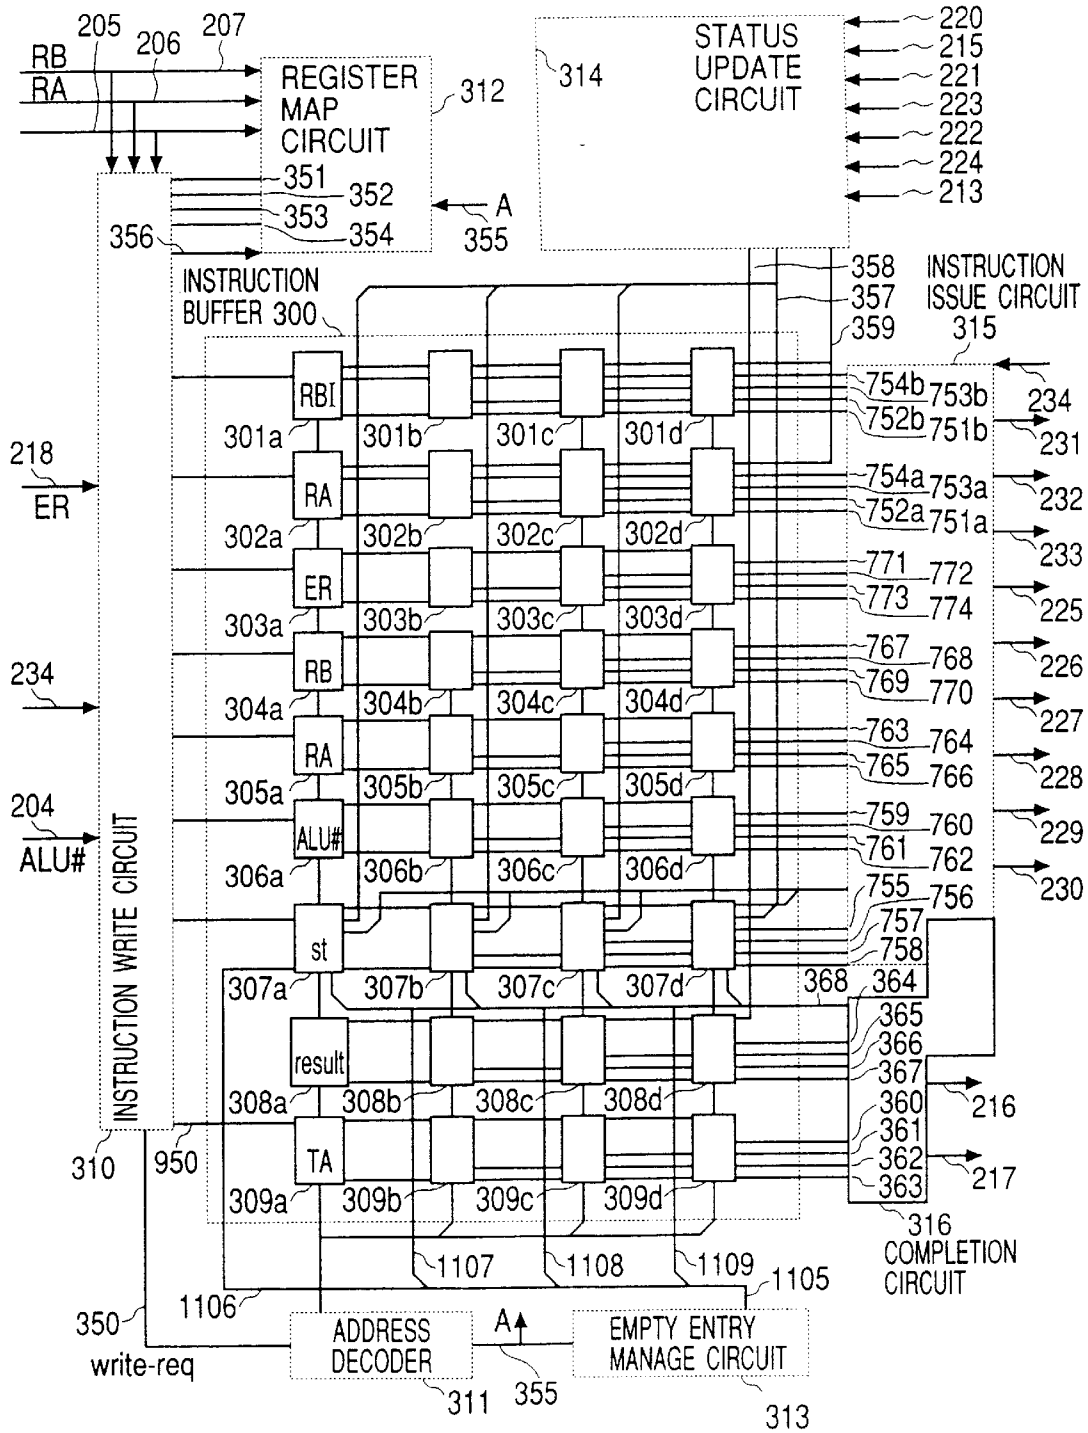 205
206
207
RB
RA
REGISTER
MAP
CIRCUIT
312
314
STATUS
UPDATE
CIRCUIT
220
215
221
223
222
224
213
351
352
353
354
356
A
355
INSTRUCTION
BUFFER 300
358
357
359
INSTRUCTION
ISSUE CIRCUIT
315
234
RBI
301a
301b
301c
301d
754b
753b
752b
751b
231
218
ER
RA
302a
302b
302c
302d
754a
753a
752a
751a
232
233
ER
303a
303b
303c
303d
771
772
773
774
225
234
RB
304a
304b
304c
304d
767
768
769
770
226
227
RA
305a
305b
305c
305d
763
764
765
766
228
204
ALU#
ALU#
306a
306b
306c
306d
759
760
761
762
229
230
INSTRUCTION WRITE CIRCUIT
310
st
307a
307b
307c
307d
755
756
757
758
368
364
365
366
367
result
308a
308b
308c
308d
216
950
TA
309a
309b
309c
309d
360
361
362
363
217
316
COMPLETION
CIRCUIT
1107
1108
1109
1105
1106
350
write-req
ADDRESS
DECODER
311
A
355
EMPTY ENTRY
MANAGE CIRCUIT
313